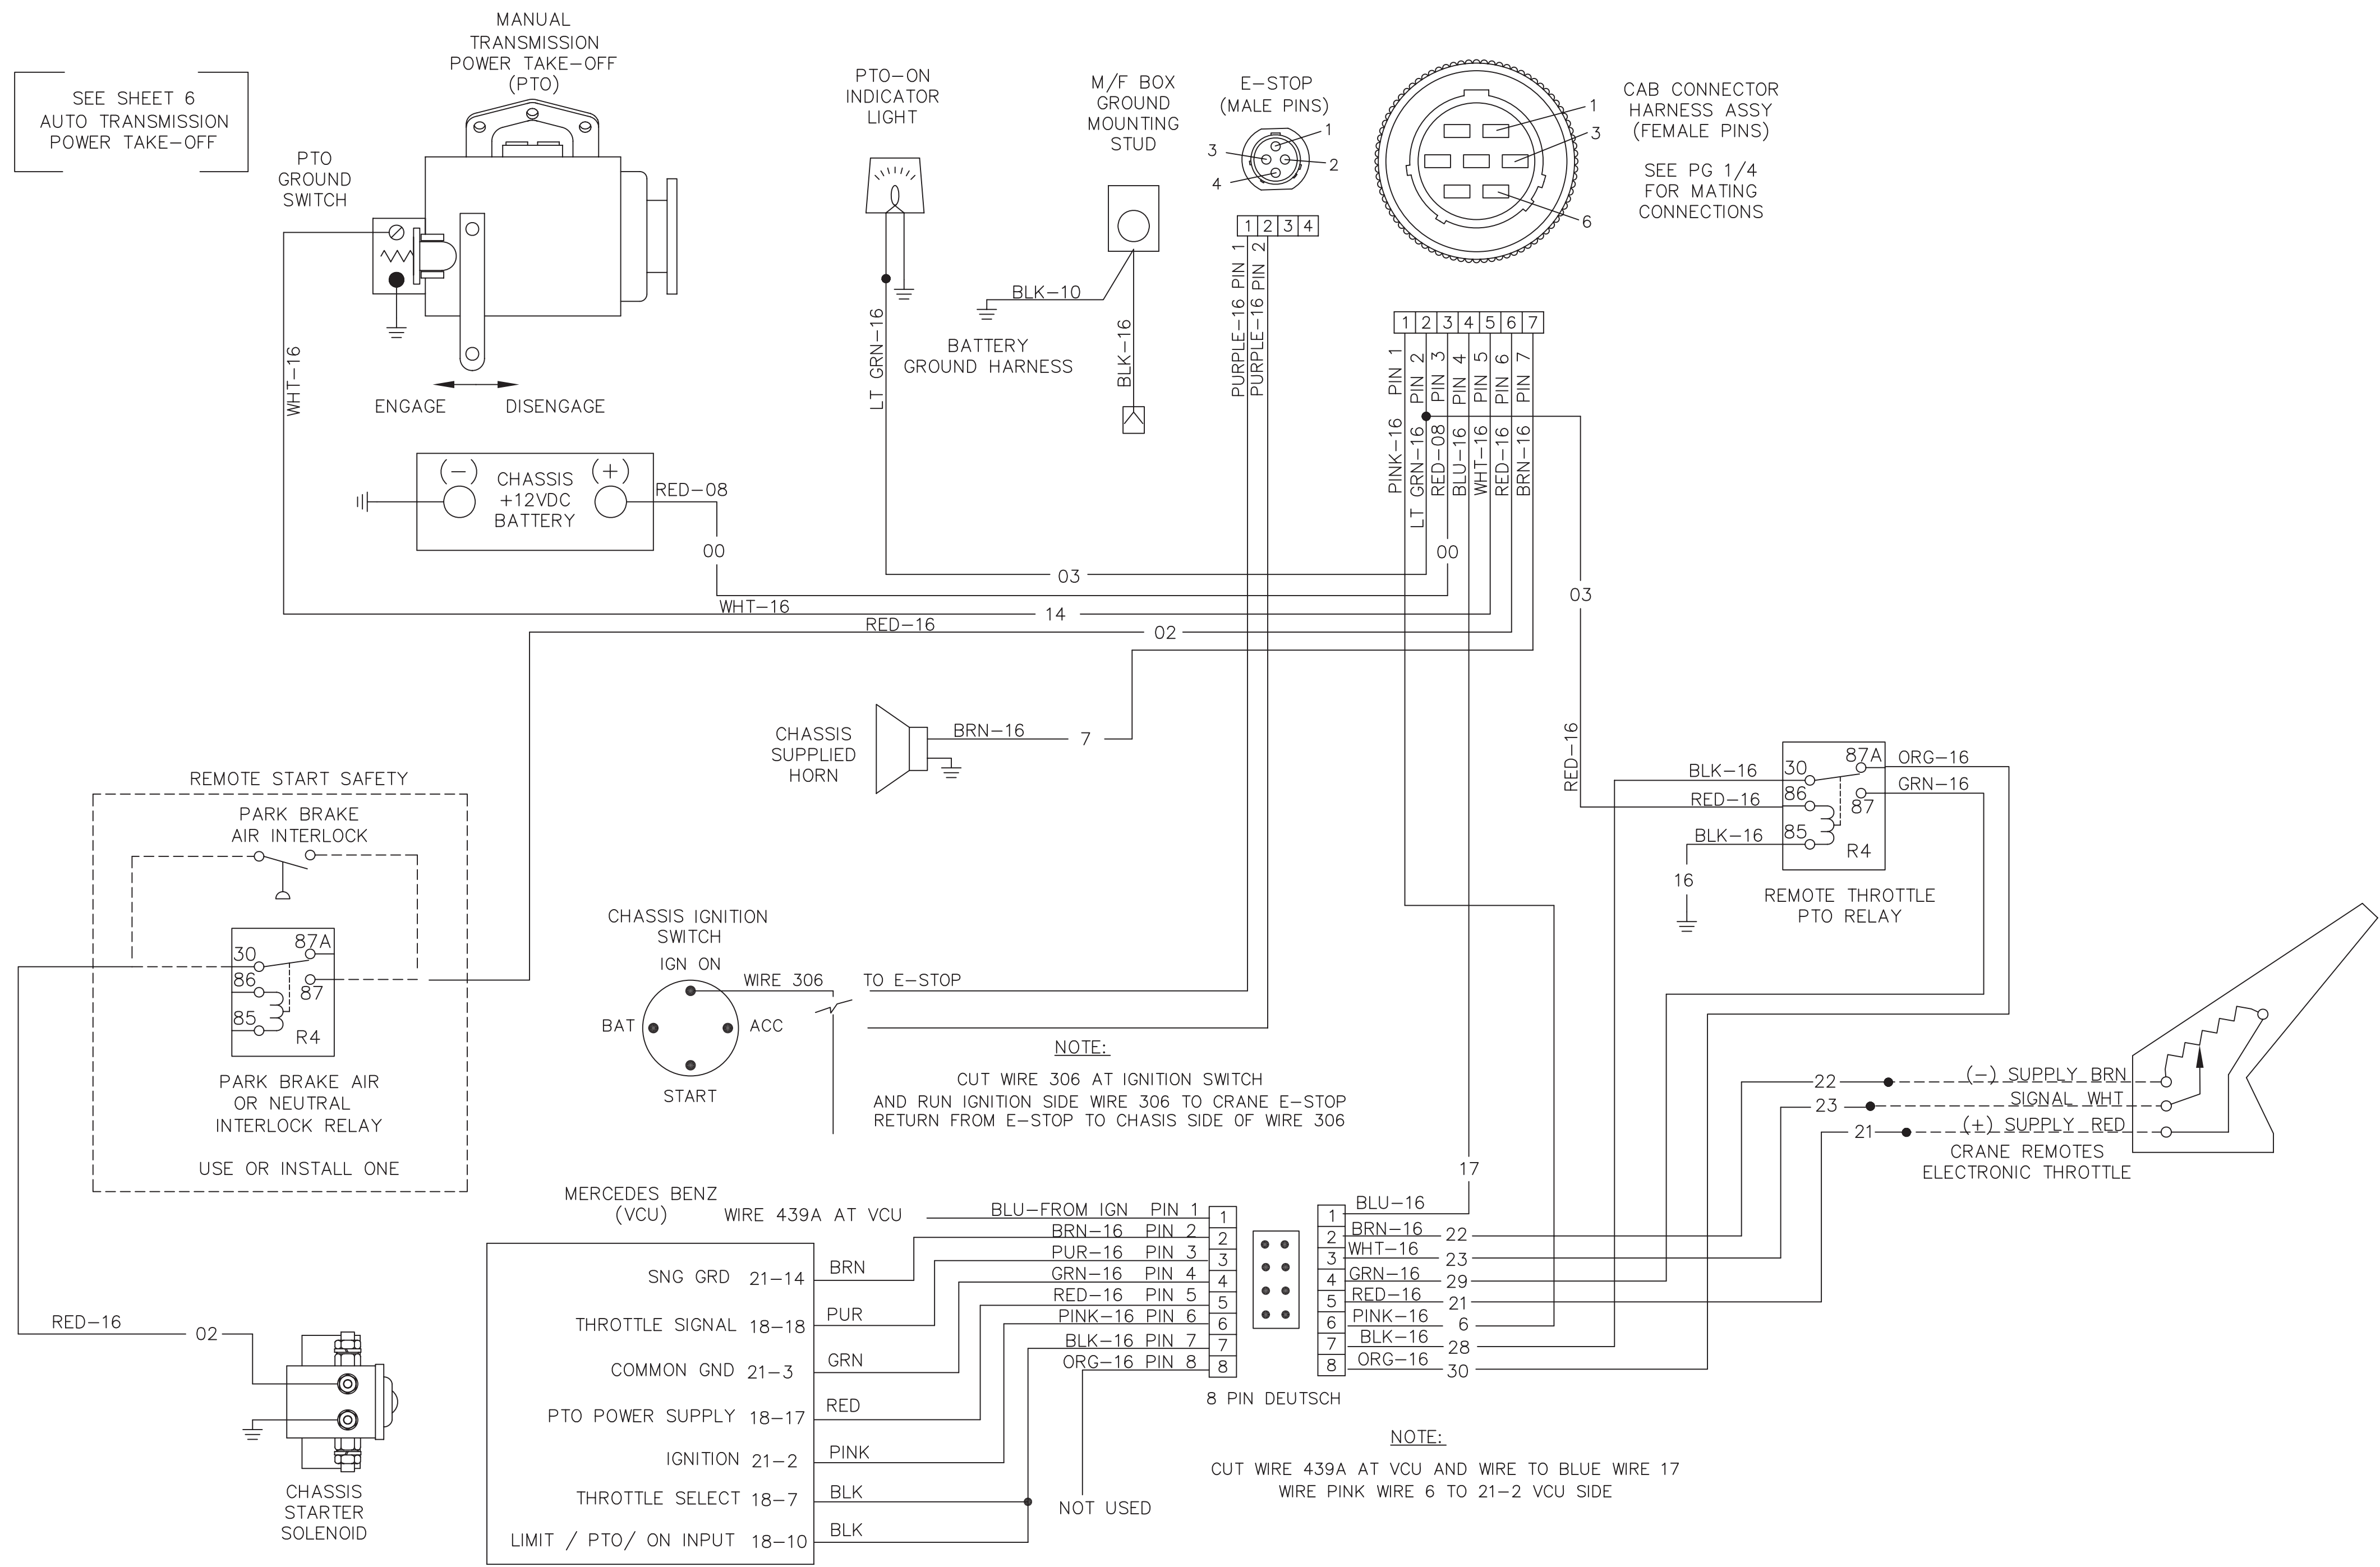 MANUAL
TRANSMISSION
POWER TAKE-OFF
(PTO)
SEE SHEET 6
AUTO TRANSMISSION
POWER TAKE-OFF
PTO
GROUND
SWITCH
WHT-16
ENGAGE
DISENGAGE
PTO-ON
INDICATOR
LIGHT
LT GRN-16
M/F BOX
GROUND
MOUNTING
STUD
BLK-10
BATTERY
GROUND HARNESS
BLK-16
E-STOP
(MALE PINS)
1
2
3
4
1 2 3 4
PURPLE-16 PIN 1
PURPLE-16 PIN 2
CAB CONNECTOR
HARNESS ASSY
(FEMALE PINS)
SEE PG 1/4
FOR MATING
CONNECTIONS
1
3
6
1 2 3 4 5 6 7
PINK-16 PIN 1
LT GRN-16 PIN 2
RED-08 PIN 3
BLU-16 PIN 4
WHT-16 PIN 5
RED-16 PIN 6
BRN-16 PIN 7
(-)
CHASSIS
+12VDC
BATTERY
(+)
RED-08
00
00
03
03
WHT-16
14
RED-16
02
CHASSIS
SUPPLIED
HORN
BRN-16
7
RED-16
BLK-16
RED-16
BLK-16
30
86
85
87A
87
R4
ORG-16
GRN-16
16
REMOTE THROTTLE
PTO RELAY
REMOTE START SAFETY
PARK BRAKE
AIR INTERLOCK
30
86
85
87A
87
R4
PARK BRAKE AIR
OR NEUTRAL
INTERLOCK RELAY
USE OR INSTALL ONE
CHASSIS IGNITION
SWITCH
IGN ON
BAT
ACC
START
WIRE 306
TO E-STOP
NOTE:
CUT WIRE 306 AT IGNITION SWITCH
AND RUN IGNITION SIDE WIRE 306 TO CRANE E-STOP
RETURN FROM E-STOP TO CHASIS SIDE OF WIRE 306
22
23
21
(-) SUPPLY BRN
SIGNAL WHT
(+) SUPPLY RED
CRANE REMOTES
ELECTRONIC THROTTLE
17
RED-16
02
CHASSIS
STARTER
SOLENOID
MERCEDES BENZ
(VCU)
WIRE 439A AT VCU
SNG GRD 21-14
THROTTLE SIGNAL 18-18
COMMON GND 21-3
PTO POWER SUPPLY 18-17
IGNITION 21-2
THROTTLE SELECT 18-7
LIMIT / PTO/ ON INPUT 18-10
BRN
PUR
GRN
RED
PINK
BLK
BLK
BLU-FROM IGN PIN 1
BRN-16 PIN 2
PUR-16 PIN 3
GRN-16 PIN 4
RED-16 PIN 5
PINK-16 PIN 6
BLK-16 PIN 7
ORG-16 PIN 8
1
2
3
4
5
6
7
8
NOT USED
8 PIN DEUTSCH
1
2
3
4
5
6
7
8
BLU-16
BRN-16 22
WHT-16 23
GRN-16 29
RED-16 21
PINK-16 6
BLK-16 28
ORG-16 30
NOTE:
CUT WIRE 439A AT VCU AND WIRE TO BLUE WIRE 17
WIRE PINK WIRE 6 TO 21-2 VCU SIDE